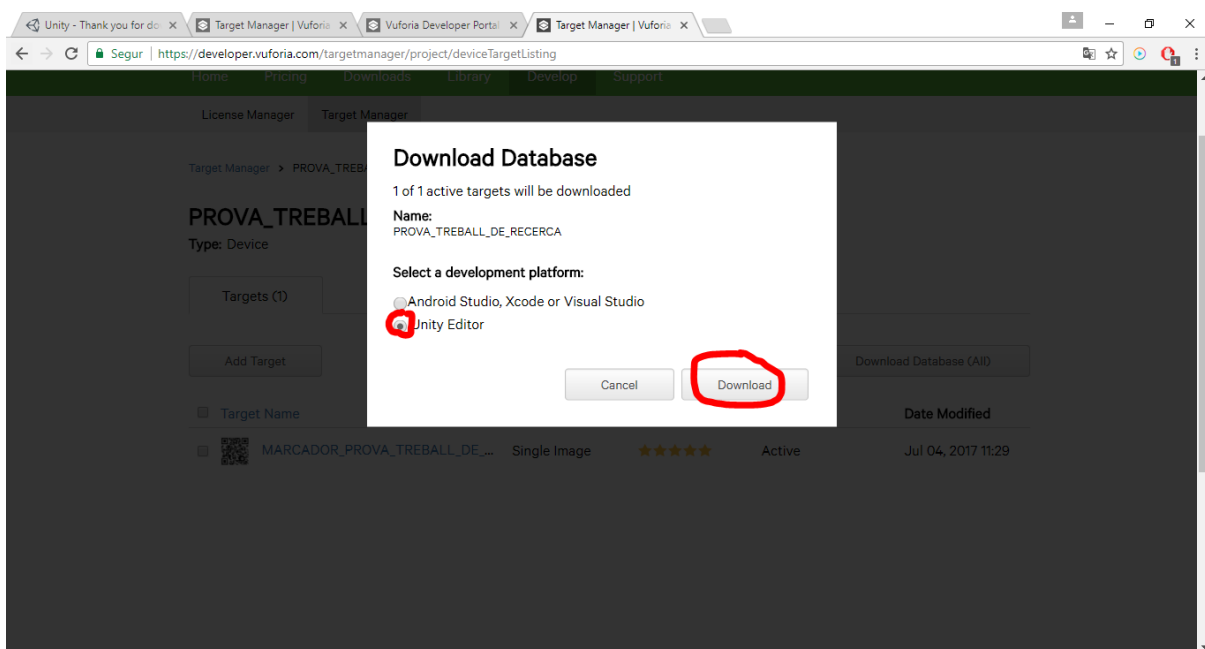 Unity - Thank you for do
Target Manager | Vuforia
Vuforia Developer Portal
Target Manager | Vuforia
Segur
https://developer.vuforia.com/targetmanager/project/deviceTargetListing
1
Home Pricing Downloads Library Develop Support
License Manager Target Manager
Target Manager > PROVA_TREBA
PROVA_TREBALL
Type: Device
Targets (1)
Add Target
Download Database (All)
Target Name
Date Modified
MARCADOR_PROVA_TREBALL_DE_... Single Image Active Jul 04, 2017 11:29
Download Database
1 of 1 active targets will be downloaded
Name:
PROVA_TREBALL_DE_RECERCA
Select a development platform:
Android Studio, Xcode or Visual Studio
Unity Editor
Cancel
Download